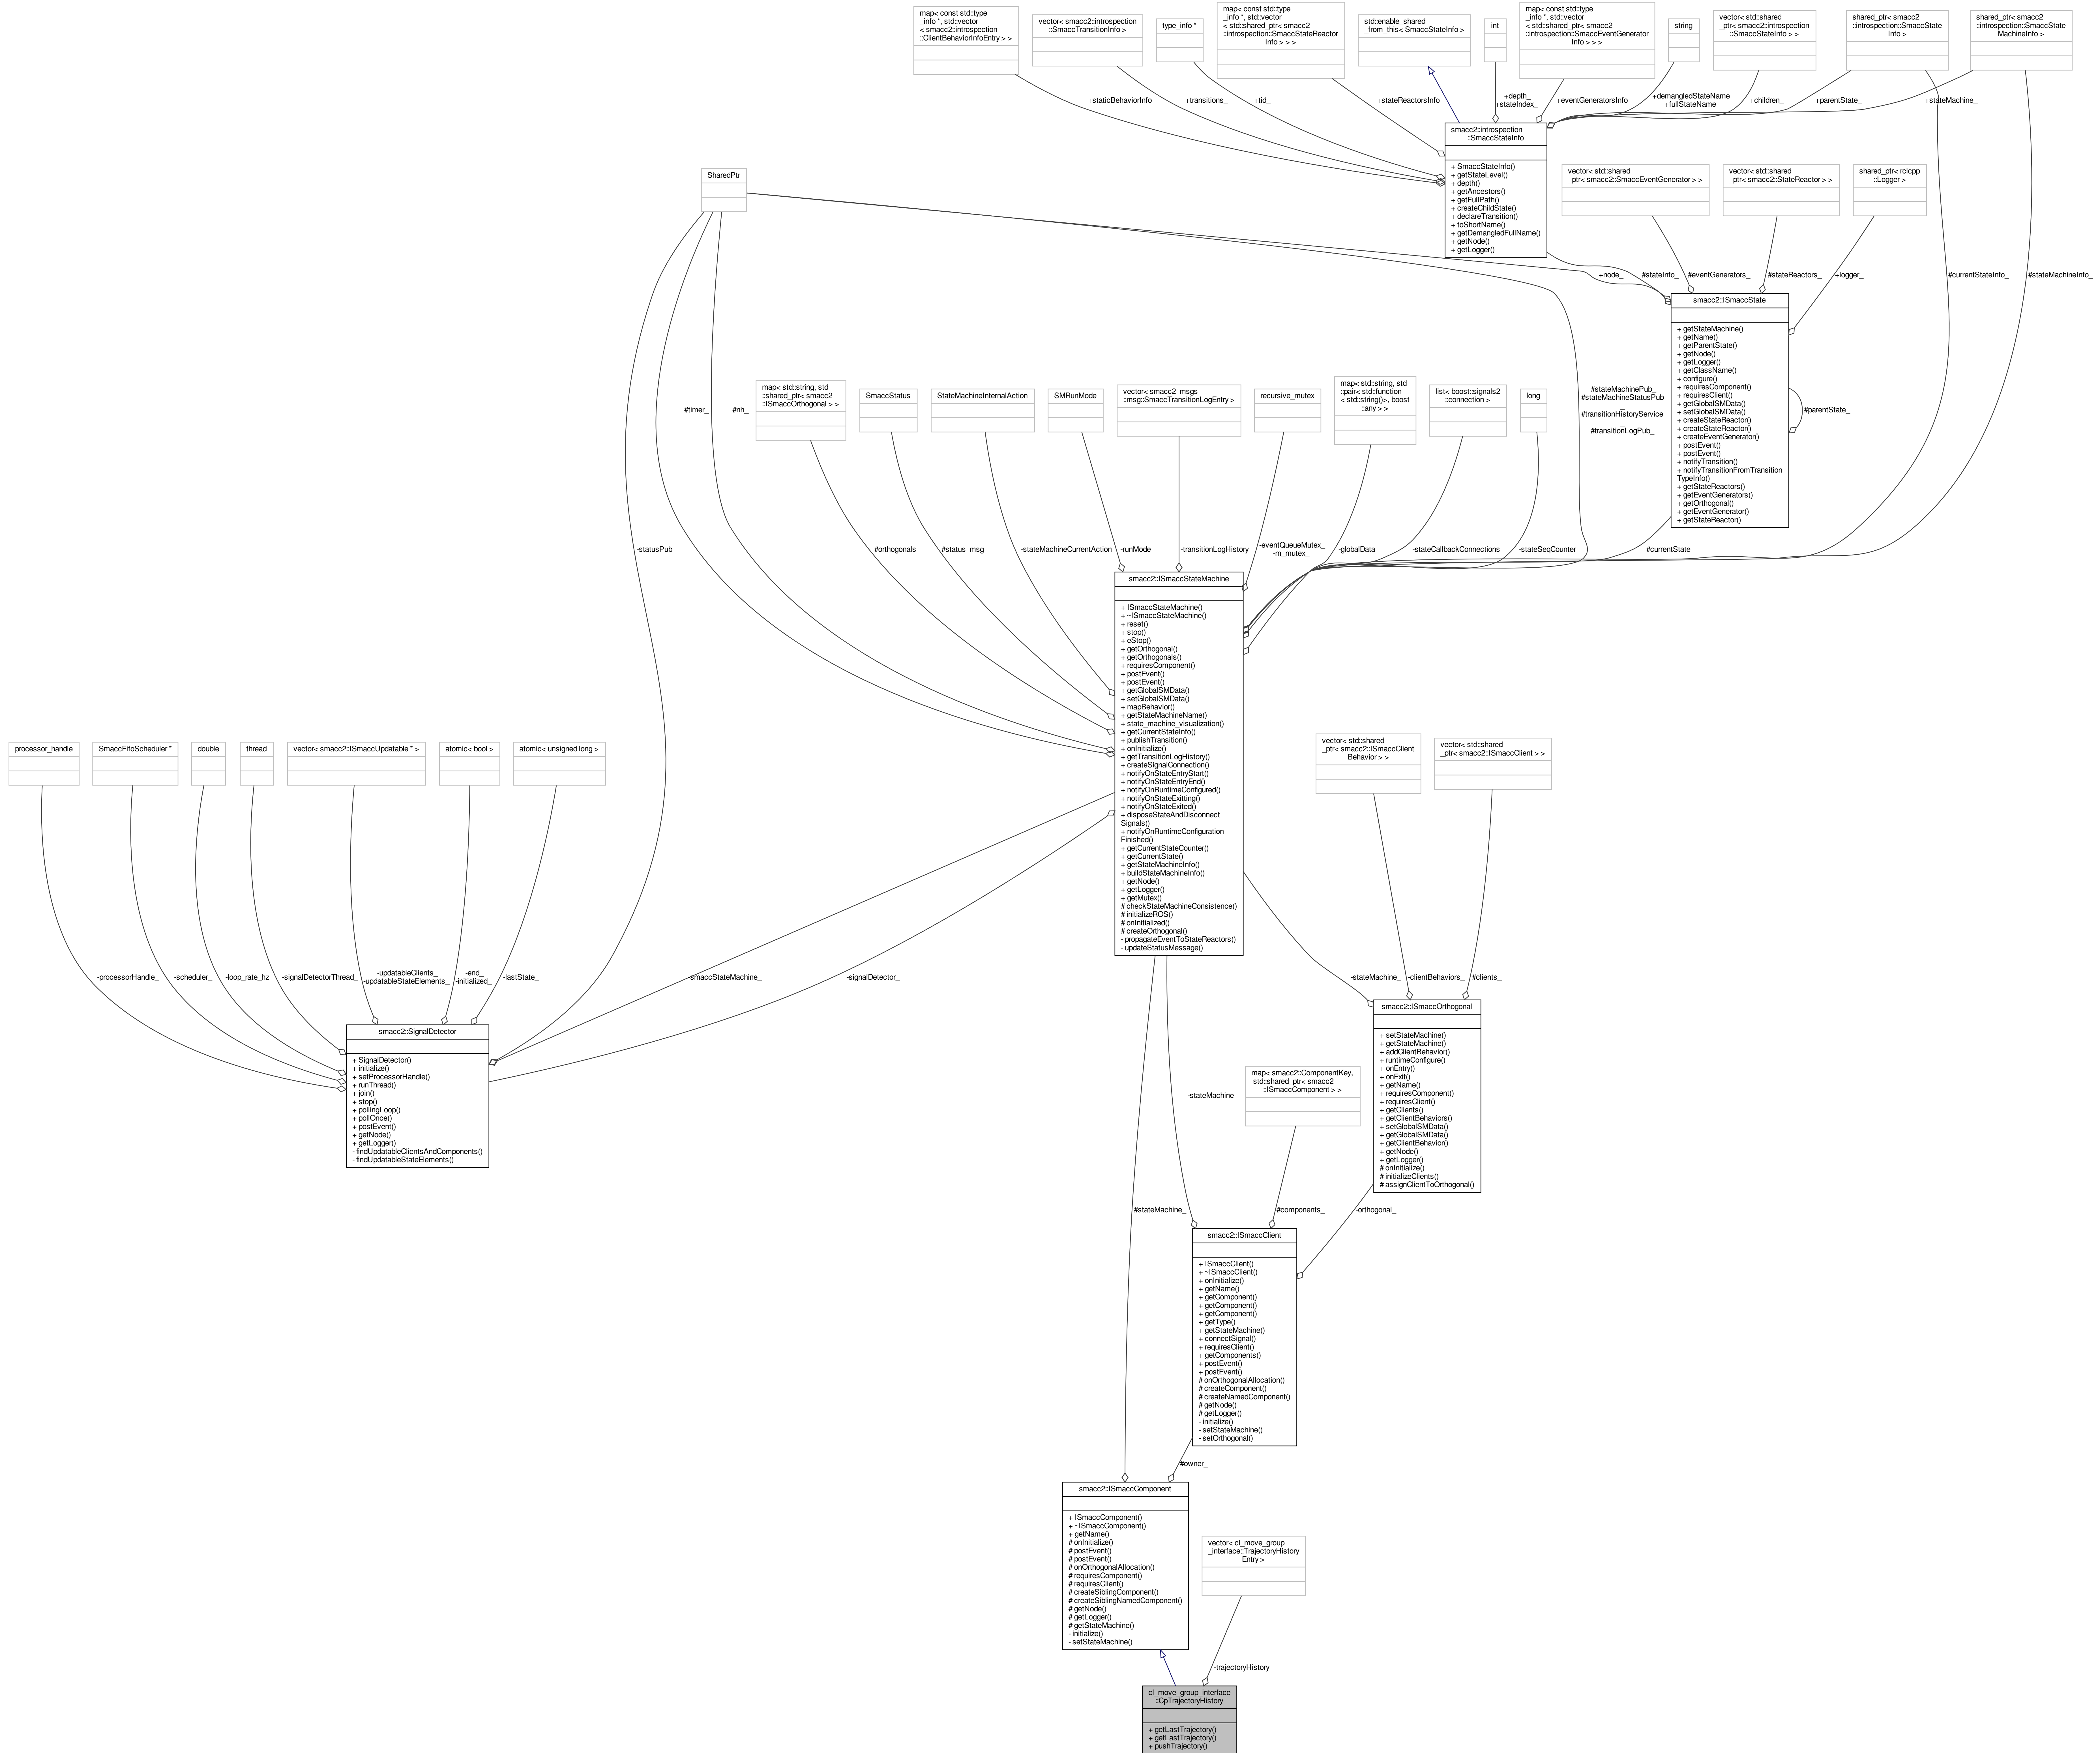 map< const std::type
_info *, std::vector
< smacc2::introspection
::ClientBehaviorInfoEntry > >
vector< smacc2::introspection
::SmaccTransitionInfo >
type_info *
map< const std::type
_info *, std::vector
< std::shared_ptr< smacc2
::introspection::SmaccStateReactor
Info > > >
std::enable_shared
_from_this< SmaccStateInfo >
int
map< const std::type
_info *, std::vector
< std::shared_ptr< smacc2
::introspection::SmaccEventGenerator
Info > > >
string
vector< std::shared
_ptr< smacc2::introspection
::SmaccStateInfo > >
shared_ptr< smacc2
::introspection::SmaccState
Info >
shared_ptr< smacc2
::introspection::SmaccState
MachineInfo >
+staticBehaviorInfo
+transitions_
+tid_
+stateReactorsInfo
+depth_
+stateIndex_
+eventGeneratorsInfo
+demangledStateName
+fullStateName
+children_
+parentState_
+stateMachine_
smacc2::introspection
::SmaccStateInfo
+ SmaccStateInfo()
+ getStateLevel()
+ depth()
+ getAncestors()
+ getFullPath()
+ createChildState()
+ declareTransition()
+ toShortName()
+ getDemangledFullName()
+ getNode()
+ getLogger()
SharedPtr
vector< std::shared
_ptr< smacc2::SmaccEventGenerator > >
vector< std::shared
_ptr< smacc2::StateReactor > >
shared_ptr< rclcpp
::Logger >
+node_
#stateInfo_
#eventGenerators_
#stateReactors_
+logger_
#currentStateInfo_
#stateMachineInfo_
smacc2::ISmaccState
+ getStateMachine()
+ getName()
+ getParentState()
+ getNode()
+ getLogger()
+ getClassName()
+ configure()
+ requiresComponent()
+ requiresClient()
+ getGlobalSMData()
+ setGlobalSMData()
+ createStateReactor()
+ createStateReactor()
+ createEventGenerator()
+ postEvent()
+ postEvent()
+ notifyTransition()
+ notifyTransitionFromTransition
TypeInfo()
+ getStateReactors()
+ getEventGenerators()
+ getOrthogonal()
+ getEventGenerator()
+ getStateReactor()
#parentState_
#timer_
#nh_
map< std::string, std
::shared_ptr< smacc2
::ISmaccOrthogonal > >
SmaccStatus
StateMachineInternalAction
SMRunMode
vector< smacc2_msgs
::msg::SmaccTransitionLogEntry >
recursive_mutex
map< std::string, std
::pair< std::function
< std::string()>, boost
::any > >
list< boost::signals2
::connection >
long
#stateMachinePub_
#stateMachineStatusPub
_
#transitionHistoryService
_
#transitionLogPub_
-statusPub_
#orthogonals_
#status_msg_
-stateMachineCurrentAction
-runMode_
-transitionLogHistory_
-eventQueueMutex_
-m_mutex_
-globalData_
-stateCallbackConnections
-stateSeqCounter_
#currentState_
smacc2::ISmaccStateMachine
+ ISmaccStateMachine()
+ ~ISmaccStateMachine()
+ reset()
+ stop()
+ eStop()
+ getOrthogonal()
+ getOrthogonals()
+ requiresComponent()
+ postEvent()
+ postEvent()
+ getGlobalSMData()
+ setGlobalSMData()
+ mapBehavior()
+ getStateMachineName()
+ state_machine_visualization()
+ getCurrentStateInfo()
+ publishTransition()
+ onInitialize()
+ getTransitionLogHistory()
+ createSignalConnection()
+ notifyOnStateEntryStart()
+ notifyOnStateEntryEnd()
+ notifyOnRuntimeConfigured()
+ notifyOnStateExitting()
+ notifyOnStateExited()
+ disposeStateAndDisconnect
Signals()
+ notifyOnRuntimeConfiguration
Finished()
+ getCurrentStateCounter()
+ getCurrentState()
+ getStateMachineInfo()
+ buildStateMachineInfo()
+ getNode()
+ getLogger()
+ getMutex()
# checkStateMachineConsistence()
# initializeROS()
# onInitialized()
# createOrthogonal()
- propagateEventToStateReactors()
- updateStatusMessage()
processor_handle
SmaccFifoScheduler *
double
thread
vector< smacc2::ISmaccUpdatable * >
atomic< bool >
atomic< unsigned long >
vector< std::shared
_ptr< smacc2::ISmaccClient
Behavior > >
vector< std::shared
_ptr< smacc2::ISmaccClient > >
-processorHandle_
-scheduler_
-loop_rate_hz
-signalDetectorThread_
-updatableClients_
-updatableStateElements_
-end_
-initialized_
-lastState_
-smaccStateMachine_
-signalDetector_
-stateMachine_
-clientBehaviors_
#clients_
smacc2::SignalDetector
+ SignalDetector()
+ initialize()
+ setProcessorHandle()
+ runThread()
+ join()
+ stop()
+ pollingLoop()
+ pollOnce()
+ postEvent()
+ getNode()
+ getLogger()
- findUpdatableClientsAndComponents()
- findUpdatableStateElements()
smacc2::ISmaccOrthogonal
+ setStateMachine()
+ getStateMachine()
+ addClientBehavior()
+ runtimeConfigure()
+ onEntry()
+ onExit()
+ getName()
+ requiresComponent()
+ requiresClient()
+ getClients()
+ getClientBehaviors()
+ setGlobalSMData()
+ getGlobalSMData()
+ getClientBehavior()
+ getNode()
+ getLogger()
# onInitialize()
# initializeClients()
# assignClientToOrthogonal()
map< smacc2::ComponentKey,
std::shared_ptr< smacc2
::ISmaccComponent > >
-stateMachine_
#stateMachine_
#components_
-orthogonal_
smacc2::ISmaccClient
+ ISmaccClient()
+ ~ISmaccClient()
+ onInitialize()
+ getName()
+ getComponent()
+ getComponent()
+ getComponent()
+ getType()
+ getStateMachine()
+ connectSignal()
+ requiresClient()
+ getComponents()
+ postEvent()
+ postEvent()
# onOrthogonalAllocation()
# createComponent()
# createNamedComponent()
# getNode()
# getLogger()
- initialize()
- setStateMachine()
- setOrthogonal()
#owner_
smacc2::ISmaccComponent
+ ISmaccComponent()
+ ~ISmaccComponent()
+ getName()
# onInitialize()
# postEvent()
# postEvent()
# onOrthogonalAllocation()
# requiresComponent()
# requiresClient()
# createSiblingComponent()
# createSiblingNamedComponent()
# getNode()
# getLogger()
# getStateMachine()
- initialize()
- setStateMachine()
vector< cl_move_group
_interface::TrajectoryHistory
Entry >
-trajectoryHistory_
cl_move_group_interface
::CpTrajectoryHistory
+ getLastTrajectory()
+ getLastTrajectory()
+ pushTrajectory()